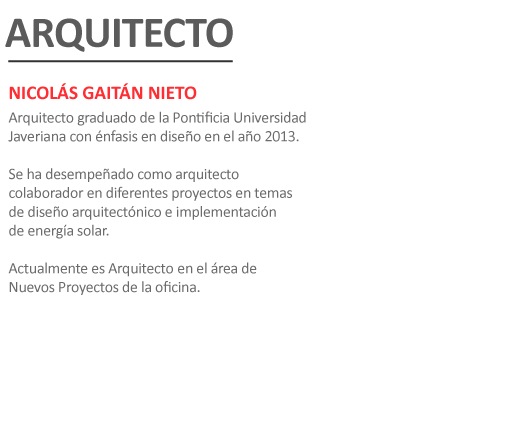 ARQUITECTO
NICOLÁS GAITÁN NIETO
Arquitecto graduado de la Pontificia Universidad
Javeriana con énfasis en diseño en el año 2013.
Se ha desempeñado como arquitecto
colaborador en diferentes proyectos en temas
de diseño arquitectónico e implementación
de energía solar.
Actualmente es Arquitecto en el área de
Nuevos Proyectos de la oficina.